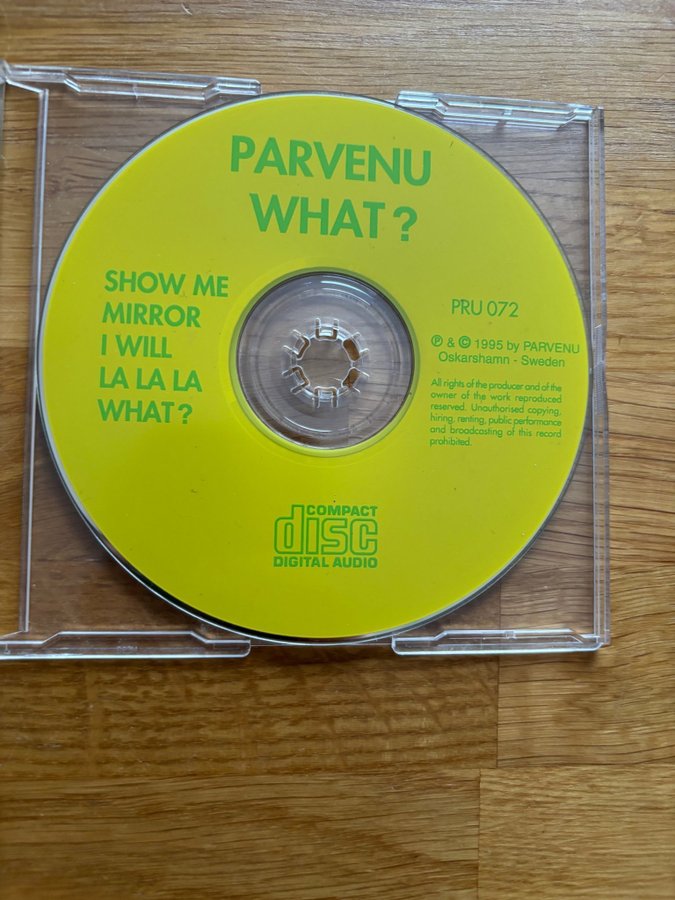 PARVENU
WHAT?
SHOW ME
MIRROR
I WILL
LA LA LA
WHAT?
PRU 072
℗ & © 1995 by PARVENU
Oskarshamn - Sweden
All rights of the producer and of the
owner of the work reproduced
reserved. Unauthorised copying,
hiring, renting, public performance
and broadcasting of this record
prohibited.
COMPACT
disc
DIGITAL AUDIO